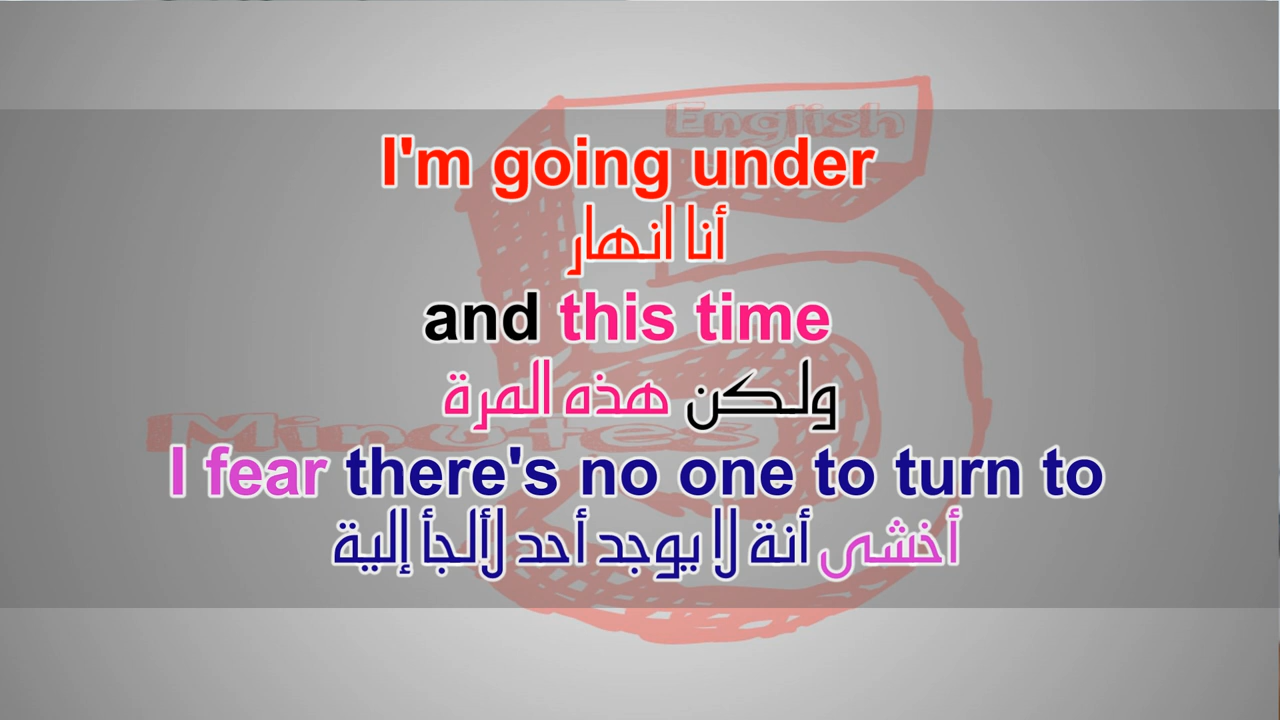 English
I'm going under
أنا انهار
and this time
ولكن هذه المرة
Minutes
I fear there's no one to turn to
أخشى أنة لا يوجد أحد لألجأ إلية